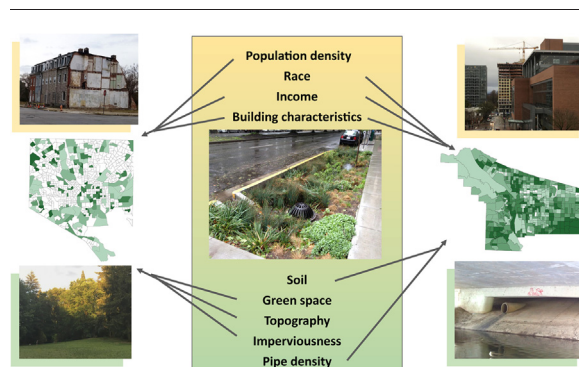 Population density
Race
Income
Building characteristics
Soil
Green space
Topography
Imperviousness
Pipe density